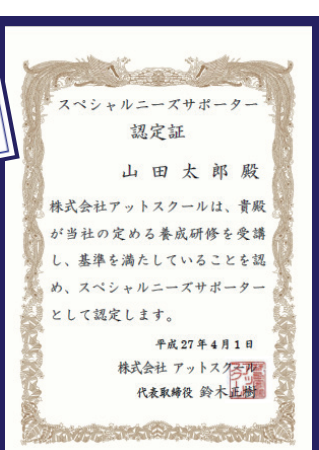 スペシャルニーズサポーター
認定証
山田太郎殿
株式会社アットスクールは、貴殿
が当社の定める養成研修を受講
し、基準を満たしていることを認
め、スペシャルニーズサポーター
として認定します。
平成27年4月1日
株式会社 アットスクール
代表取締役 鈴木正樹